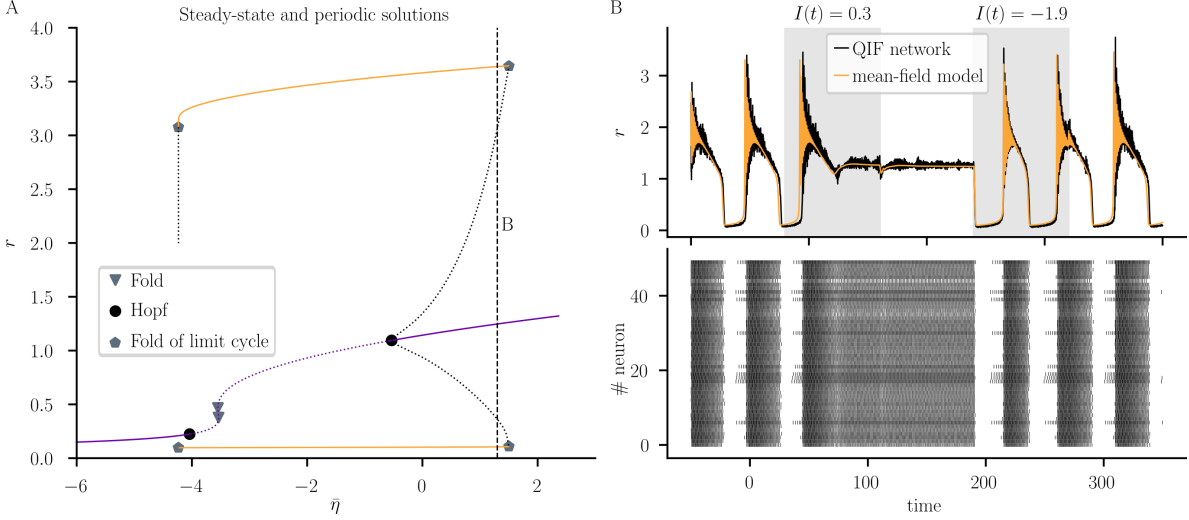 A
Steady-state and periodic solutions
4.0
3.5
3.0
2.5
2.0
1.5
1.0
0.5
0.0
r
B
Fold
Hopf
Fold of limit cycle
−6
−4
−2
0
2
η̄
B
I(t) = 0.3
I(t) = −1.9
QIF network
mean-field model
3
2
1
0
r
40
20
0
# neuron
0
100
200
300
time